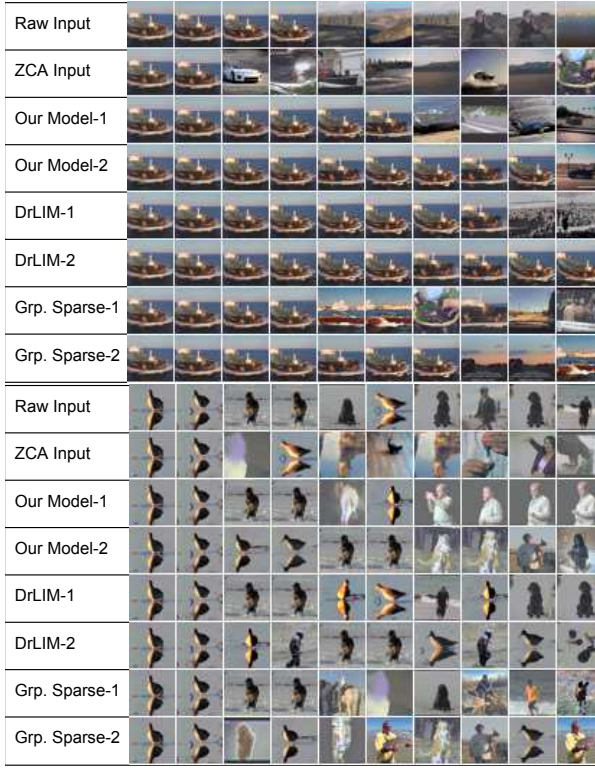 Raw Input
ZCA Input
Our Model-1
Our Model-2
DrLIM-1
DrLIM-2
Grp. Sparse-1
Grp. Sparse-2
Raw Input
ZCA Input
Our Model-1
Our Model-2
DrLIM-1
DrLIM-2
Grp. Sparse-1
Grp. Sparse-2